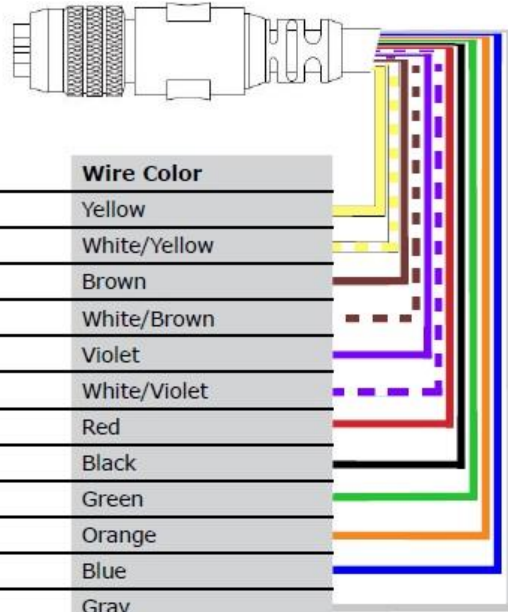 Wire Color
Yellow
White/Yellow
Brown
White/Brown
Violet
White/Violet
Red
Black
Green
Orange
Blue
Gray